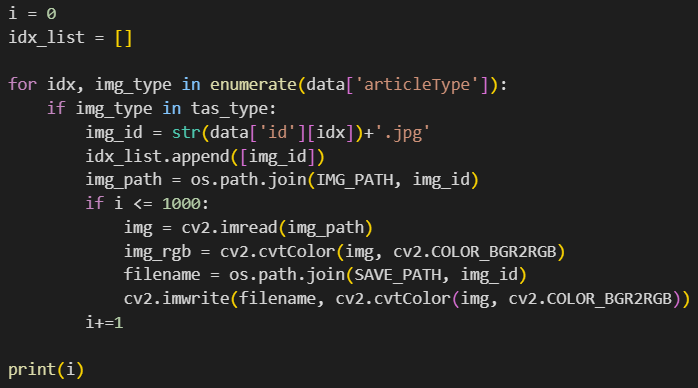 i = 0
idx_list = []

for idx, img_type in enumerate(data['articleType']):
    if img_type in tas_type:
        img_id = str(data['id'][idx])+'.jpg'
        idx_list.append([img_id])
        img_path = os.path.join(IMG_PATH, img_id)
        if i <= 1000:
            img = cv2.imread(img_path)
            img_rgb = cv2.cvtColor(img, cv2.COLOR_BGR2RGB)
            filename = os.path.join(SAVE_PATH, img_id)
            cv2.imwrite(filename, cv2.cvtColor(img, cv2.COLOR_BGR2RGB))
        i+=1

print(i)